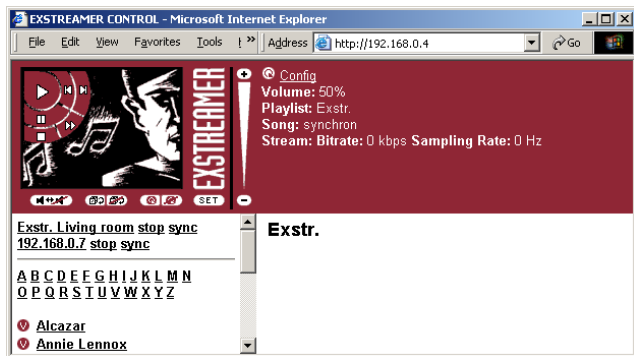 EXSTREAMER CONTROL - Microsoft Internet Explorer
File Edit View Favorites Tools » Address http://192.168.0.4 Go
EXSTREAMER
SET
Config
Volume: 50%
Playlist: Exstr.
Song: synchron
Stream: Bitrate: 0 kbps Sampling Rate: 0 Hz
Exstr. Living room stop sync
192.168.0.7 stop sync
A B C D E F G H I J K L M N
O P Q R S T U V W X Y Z
V Alcazar
V Annie Lennox
Exstr.